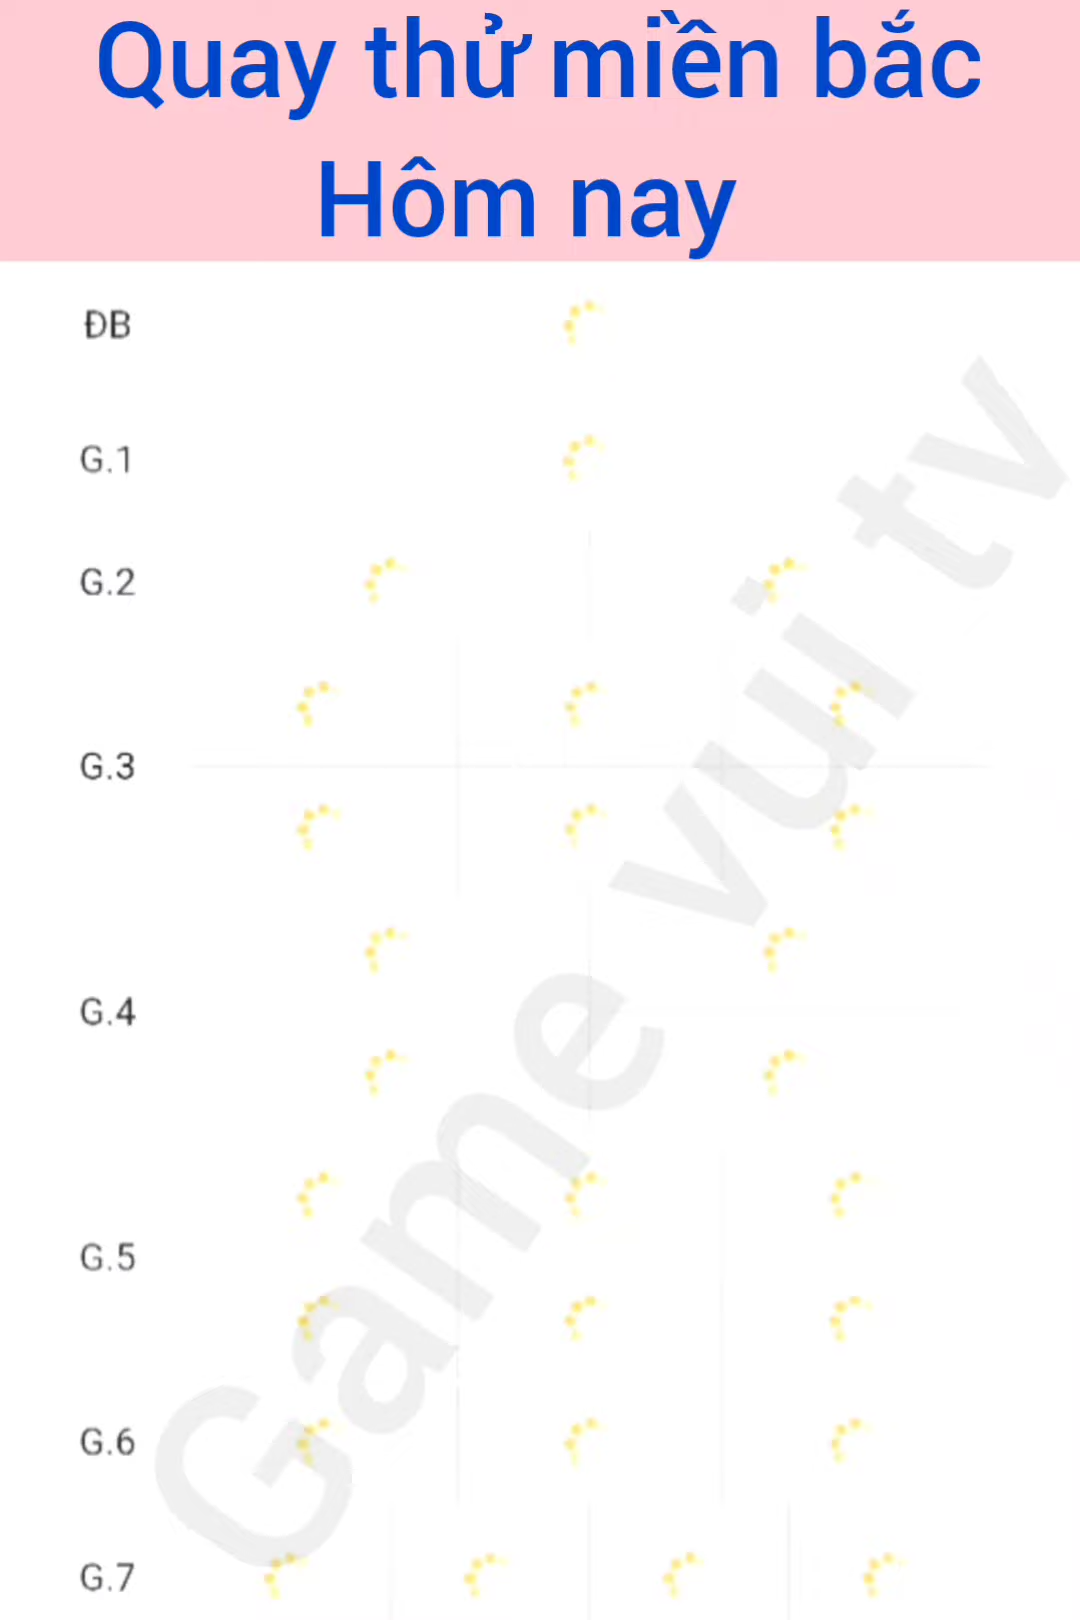 Quay thử miền bắc
Hôm nay
ĐB
G.1
G.2
G.3
G.4
G.5
G.6
G.7
Game vui tv